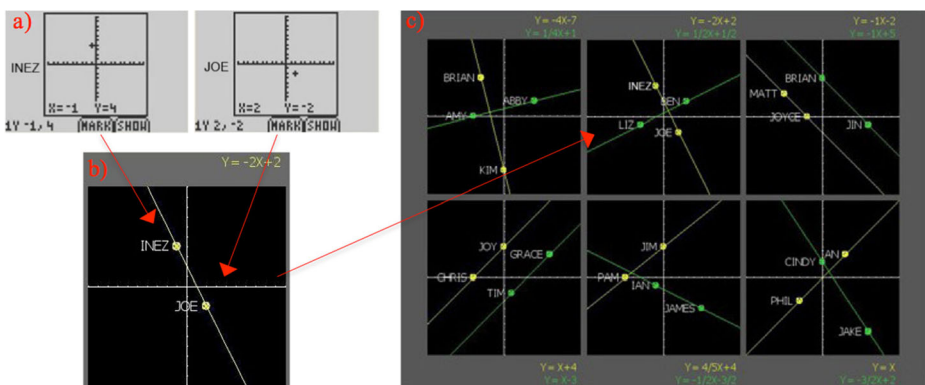 a)
INEZ
X=-1 Y=4
1Y -1, 4 MARK SHOW
JOE
X=2 Y=-2
1Y 2, -2 MARK SHOW
b)
Y=-2X+2
INEZ
JOE
c)
Y=-4X-7
Y=1/4X+1
BRIAN
ABBY
AMY
KIM
Y=-2X+2
Y=1/2X+1/2
INEZ
BEN
LIZ
JOE
Y=-1X-2
Y=-1X+5
BRIAN
MATT
JOYCE
JIN
JOY
GRACE
CHRIS
TIM
Y=X+4
Y=X-3
JIM
PAM
IAN
JAMES
Y=4/5X+4
Y=-1/2X-3/2
CINDY
AN
PHIL
JAKE
Y=X
Y=-3/2X+2